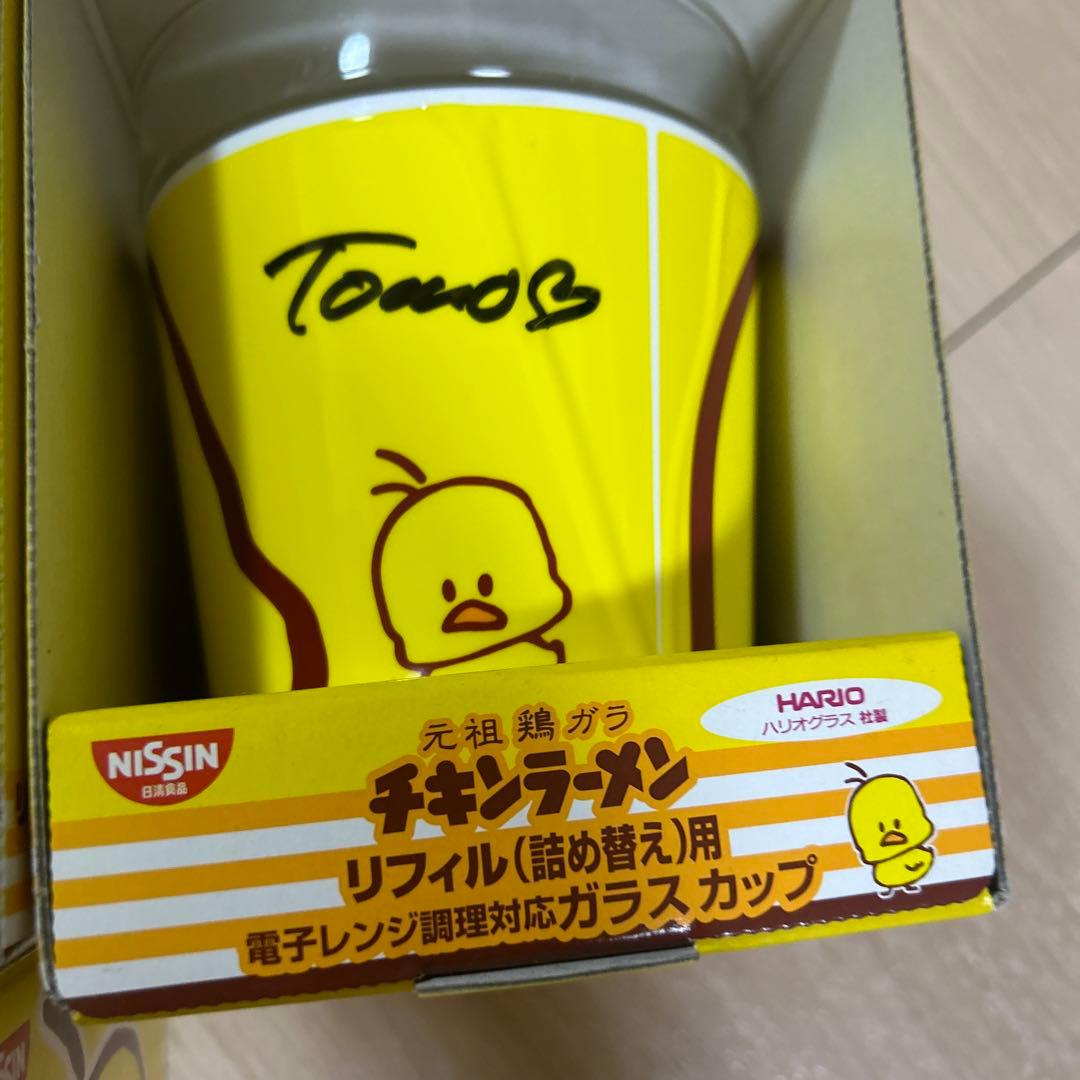 Tomo
NISSIN
日清食品
元祖鶏ガラ
チキンラーメン
リフィル(詰め替え)用
電子レンジ調理対応ガラスカップ
HARIO
ハリオグラス 社製
NISSIN